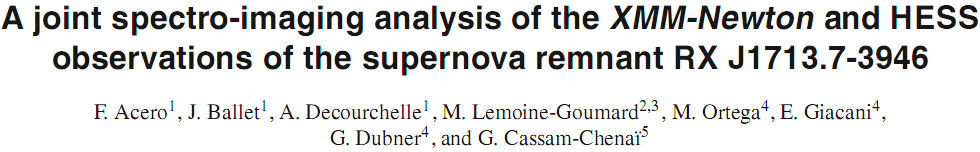 A joint spectro-imaging analysis of the XMM-Newton and HESS
observations of the supernova remnant RX J1713.7-3946
F. Acero1, J. Ballet1, A. Decourchelle1, M. Lemoine-Goumard2,3, M. Ortega4, E. Giacani4,
G. Dubner4, and G. Cassam-Chenaï5